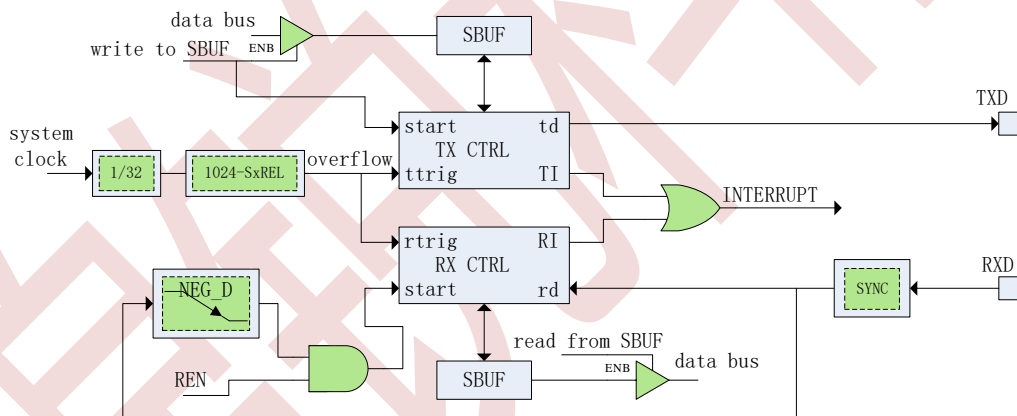 data bus
write to SBUF
ENB
SBUF
TXD
start
td
TX CTRL
ttrig
TI
system
clock
1/32
1024-SxREL
overflow
INTERRUPT
rtrig
RI
RX CTRL
start
rd
RXD
SYNC
NEG_D
REN
read from SBUF
SBUF
ENB
data bus